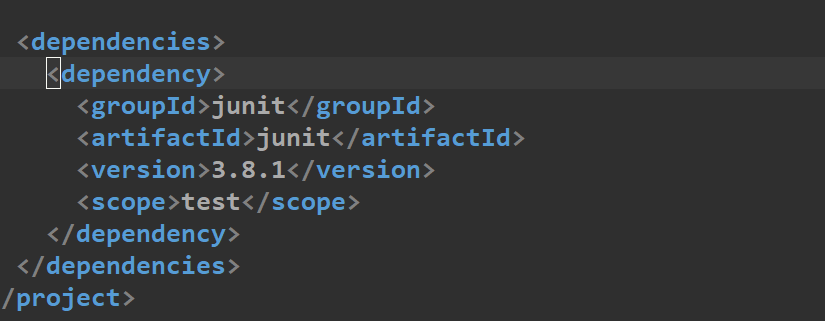 <dependencies>
<dependency>
<groupId>junit</groupId>
<artifactId>junit</artifactId>
<version>3.8.1</version>
<scope>test</scope>
</dependency>
</dependencies>
/project>